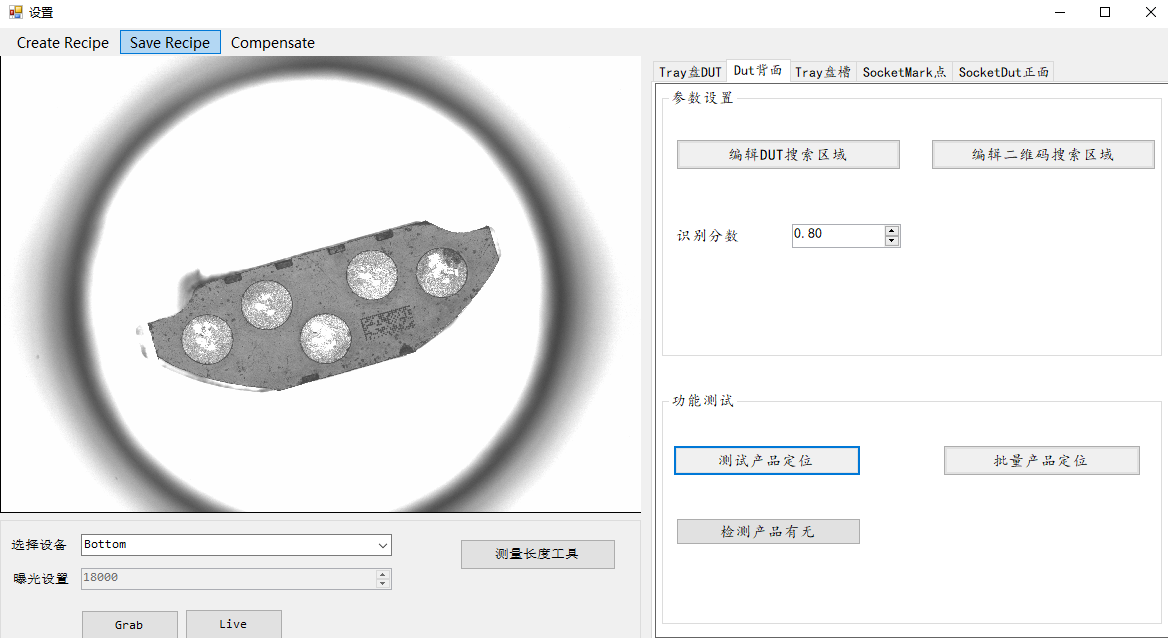 设置
Create Recipe Save Recipe Compensate
Tray盘DUT Dut背面 Tray盘槽 SocketMark点 SocketDut正面
参数设置
编辑DUT搜索区域 编辑二维码搜索区域
识别分数 0.80
功能测试
测试产品定位 批量产品定位
检测产品有无
选择设备 Bottom 测量长度工具
曝光设置 18000
Grab Live